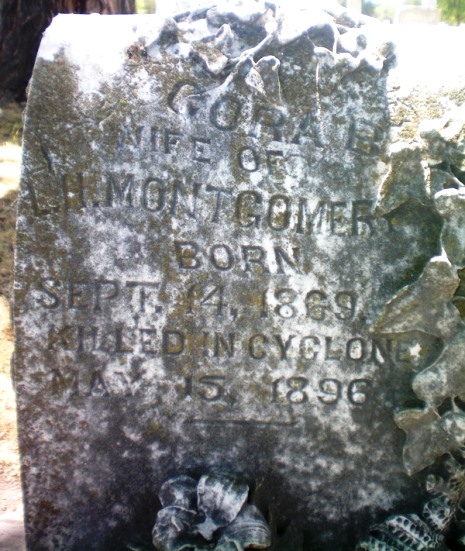 CORA B.
WIFE OF
L.H. MONTGOMERY
BORN
SEPT. 14, 1869.
KILLED IN CYCLONE
MAY 15, 1896.